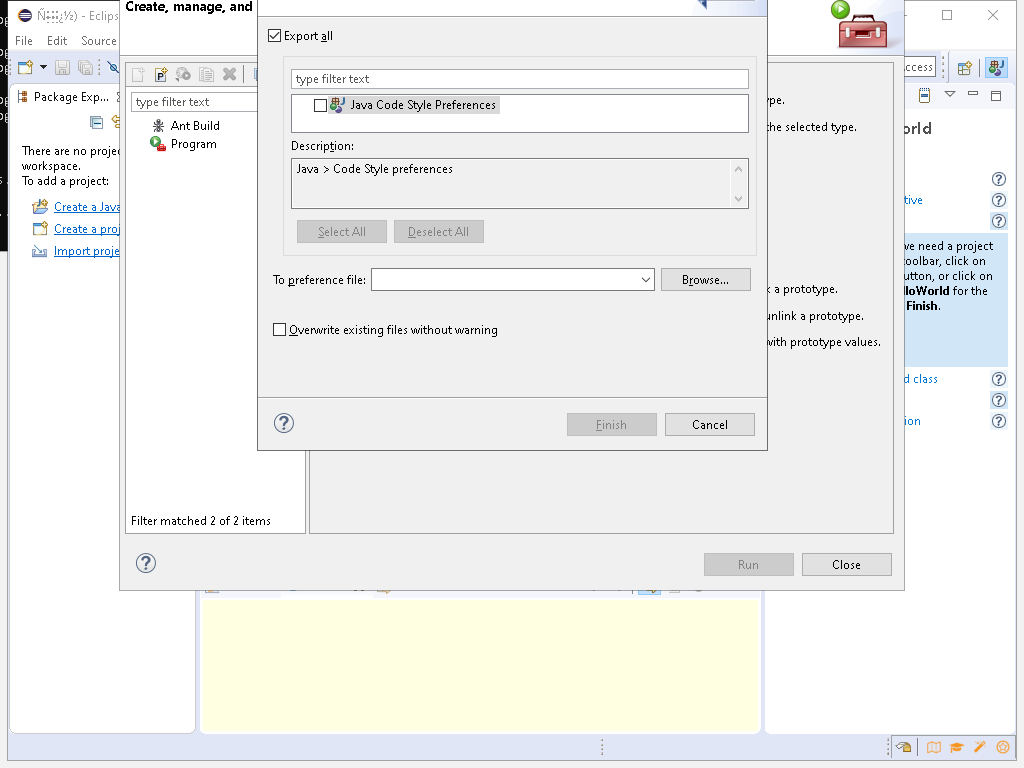 Create, manage, and
- Eclips
File Edit Source
Export all
type filter text
Java Code Style Preferences
Description:
Java > Code Style preferences
Select All Deselect All
To preference file: Browse...
Overwrite existing files without warning
Finish Cancel
type filter text
Ant Build
Program
Filter matched 2 of 2 items
Run Close
Package Exp...
There are no projec
workspace.
To add a project:
Create a Java
Create a proj
Import proje
ype.
the selected type.
k a prototype.
unlink a prototype.
with prototype values.
ccess
orld
tive
ve need a project
toolbar, click on
utton, or click on
lloWorld for the
Finish.
d class
ion